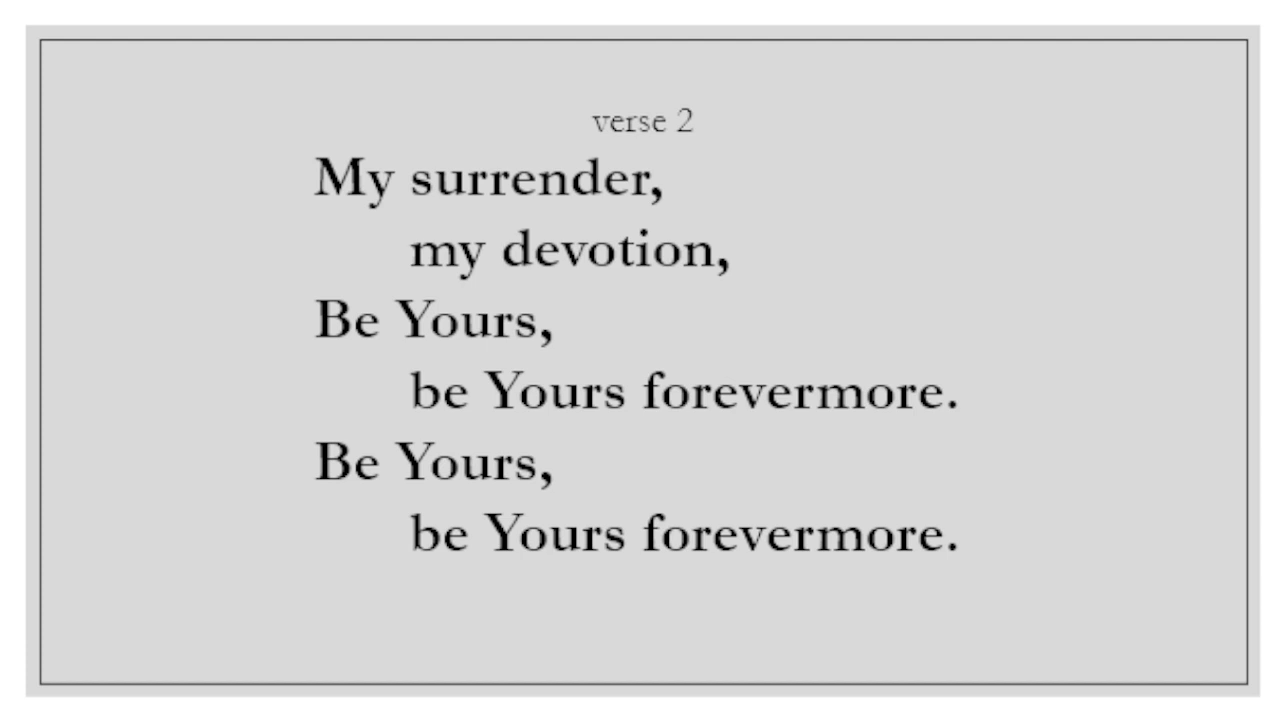 verse 2
My surrender,
my devotion,
Be Yours,
be Yours forevermore.
Be Yours,
be Yours forevermore.